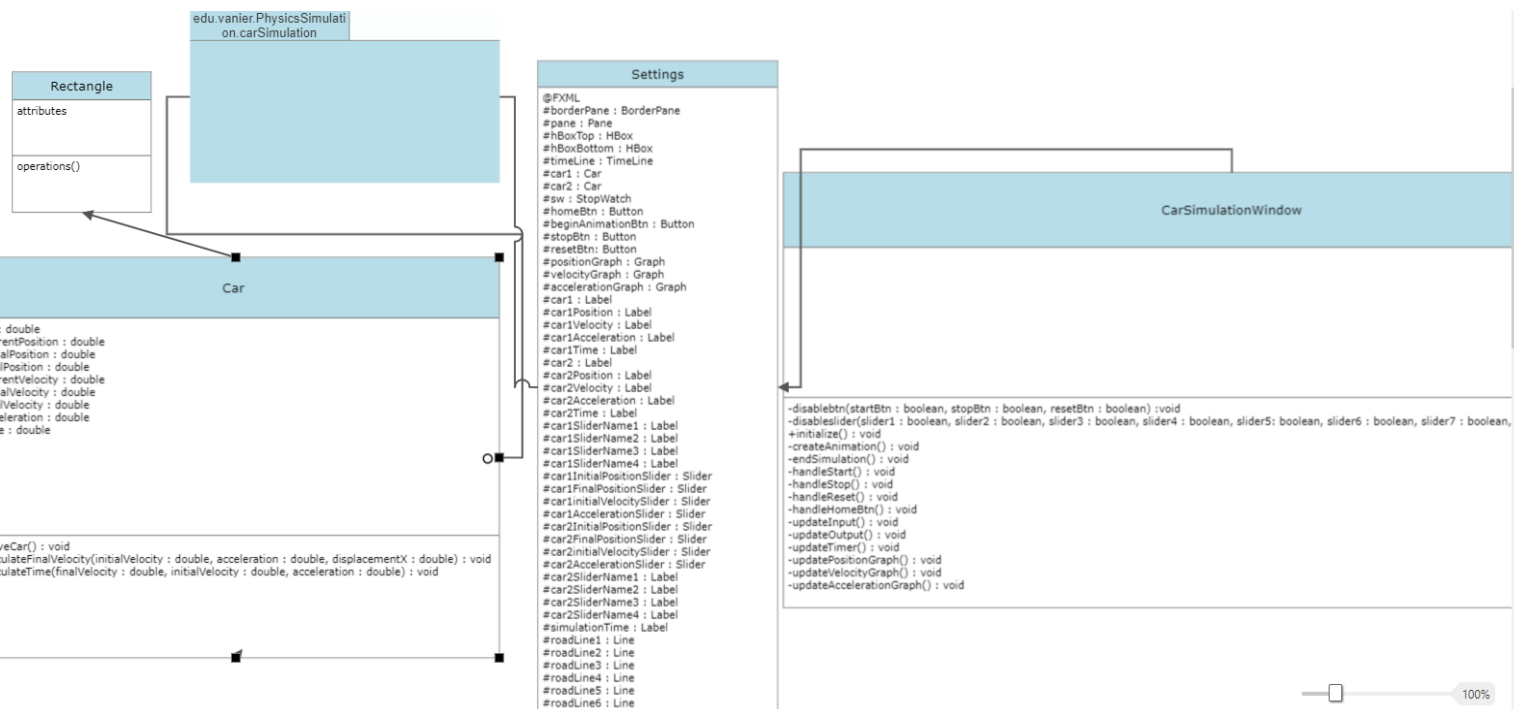 edu.vanier.PhysicsSimulati
on.carSimulation
Rectangle
attributes
operations()
Car
: double
rentPosition : double
alPosition : double
lPosition : double
rentVelocity : double
alVelocity : double
lVelocity : double
eleration : double
e : double
veCar() : void
culateFinalVelocity(initialVelocity : double, acceleration : double, displacementX : double) : void
culateTime(finalVelocity : double, initialVelocity : double, acceleration : double) : void
Settings
@FXML
#borderPane : BorderPane
#pane : Pane
#hBoxTop : HBox
#hBoxBottom : HBox
#timeLine : TimeLine
#car1 : Car
#car2 : Car
#sw : StopWatch
#homeBtn : Button
#beginAnimationBtn : Button
#stopBtn : Button
#resetBtn: Button
#positionGraph : Graph
#velocityGraph : Graph
#accelerationGraph : Graph
#car1 : Label
#car1Position : Label
#car1Velocity : Label
#car1Acceleration : Label
#car1Time : Label
#car2 : Label
#car2Position : Label
#car2Velocity : Label
#car2Acceleration : Label
#car2Time : Label
#car1SliderName1 : Label
#car1SliderName2 : Label
#car1SliderName3 : Label
#car1SliderName4 : Label
#car1InitialPositionSlider : Slider
#car1FinalPositionSlider : Slider
#car1initialVelocitySlider : Slider
#car1AccelerationSlider : Slider
#car2InitialPositionSlider : Slider
#car2FinalPositionSlider : Slider
#car2initialVelocitySlider : Slider
#car2AccelerationSlider : Slider
#car2SliderName1 : Label
#car2SliderName2 : Label
#car2SliderName3 : Label
#car2SliderName4 : Label
#simulationTime : Label
#roadLine1 : Line
#roadLine2 : Line
#roadLine3 : Line
#roadLine4 : Line
#roadLine5 : Line
#roadLine6 : Line
CarSimulationWindow
-disablebtn(startBtn : boolean, stopBtn : boolean, resetBtn : boolean) :void
-disableslider(slider1 : boolean, slider2 : boolean, slider3 : boolean, slider4 : boolean, slider5: boolean, slider6 : boolean, slider7 : boolean,
+initialize() : void
-createAnimation() : void
-endSimulation() : void
-handleStart() : void
-handleStop() : void
-handleReset() : void
-handleHomeBtn() : void
-updateInput() : void
-updateOutput() : void
-updateTimer() : void
-updatePositionGraph() : void
-updateVelocityGraph() : void
-updateAccelerationGraph() : void
100%